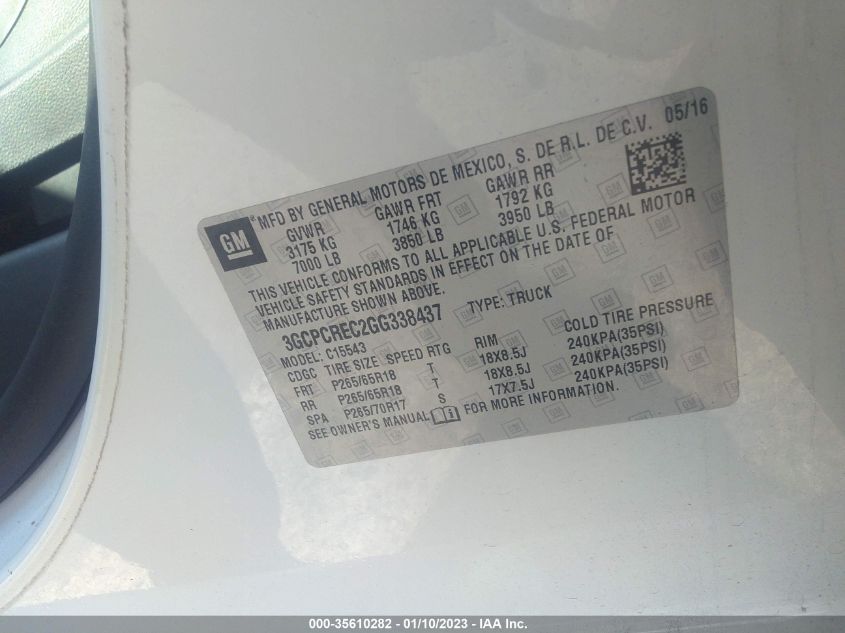 GM
MFD BY GENERAL MOTORS DE MEXICO, S. DE R.L. DE C.V. 05/16
GVWR GAWR FRT GAWR RR
3175 KG 1746 KG 1792 KG
7000 LB 3850 LB 3950 LB
THIS VEHICLE CONFORMS TO ALL APPLICABLE U.S. FEDERAL MOTOR
VEHICLE SAFETY STANDARDS IN EFFECT ON THE DATE OF
MANUFACTURE SHOWN ABOVE.
3GCPCREC2GG338437 TYPE: TRUCK
MODEL: C15543
CDGC TIRE SIZE SPEED RTG RIM COLD TIRE PRESSURE
FRT P265/65R18 T 18X8.5J 240KPA(35PSI)
RR P265/65R18 T 18X8.5J 240KPA(35PSI)
SPA P265/70R17 S 17X7.5J 240KPA(35PSI)
SEE OWNER'S MANUAL FOR MORE INFORMATION.
000-35610282 - 01/10/2023 - IAA Inc.